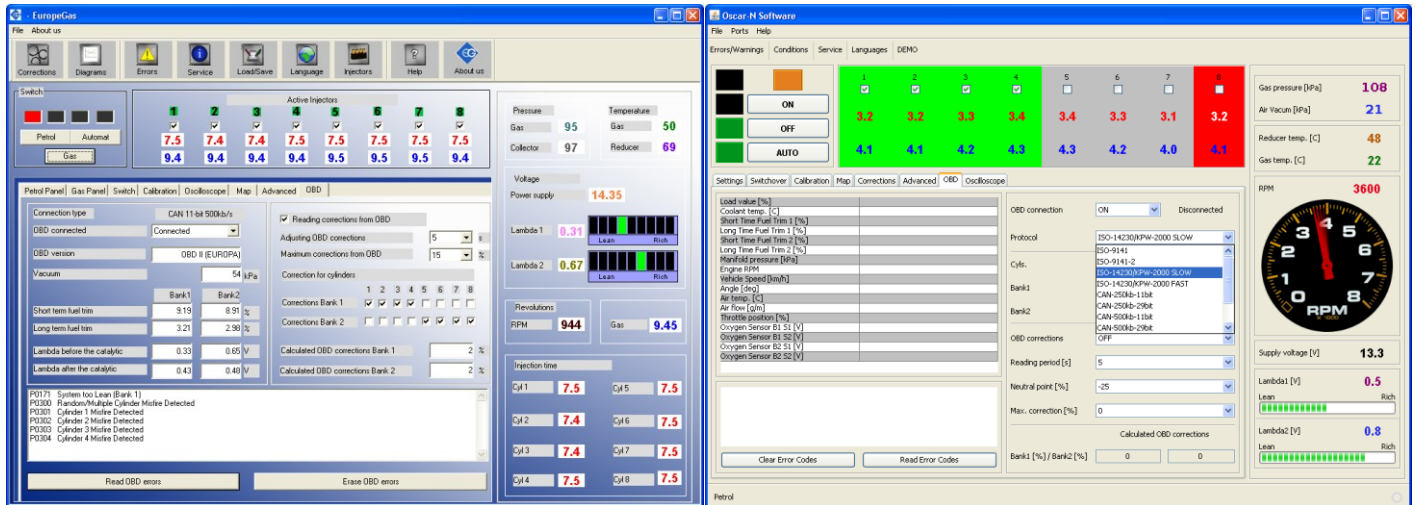 - EuropeGas
File About us
Corrections Diagrams Errors Service Load/Save Language Injectors Help About us
Switch
Petrol Automat
Gas
Active Injectors
1 2 3 4 5 6 7 8
7.5 7.4 7.4 7.5 7.5 7.5 7.5 7.5
9.4 9.4 9.4 9.4 9.5 9.5 9.5 9.4
Petrol Panel Gas Panel Switch Calibration Oscilloscope Map Advanced OBD
Connection type CAN 11-bit 500kb/s
OBD connected Connected
OBD version OBD II (EUROPA)
Vacuum 54 kPa
Bank1 Bank2
Short term fuel trim 9.19 8.91 %
Long term fuel trim 3.21 2.98 %
Lambda before the catalytic 0.33 0.65 V
Lambda after the catalytic 0.43 0.48 V
Reading corrections from OBD
Adjusting OBD corrections 5 s
Maximum corrections from OBD 15 %
Correction for cylinders
1 2 3 4 5 6 7 8
Corrections Bank 1
Corrections Bank 2
Calculated OBD corrections Bank 1 2 %
Calculated OBD corrections Bank 2 2 %
P0171 System too Lean (Bank 1)
P0300 Random/Multiple Cylinder Misfire Detected
P0301 Cylinder 1 Misfire Detected
P0302 Cylinder 2 Misfire Detected
P0303 Cylinder 3 Misfire Detected
P0304 Cylinder 4 Misfire Detected
Read OBD errors Erase OBD errors
Pressure Temperature
Gas 95 Gas 50
Collector 97 Reducer 69
Voltage
Power supply 14.35
Lambda 1 0.31 Lean Rich
Lambda 2 0.67 Lean Rich
Revolutions
RPM 944 Gas 9.45
Injection time
Cyl 1 7.5 Cyl 5 7.5
Cyl 2 7.4 Cyl 6 7.5
Cyl 3 7.4 Cyl 7 7.5
Cyl 4 7.5 Cyl 8 7.5
Oscar-N Software
File Ports Help
Errors/Warnings Conditions Service Languages DEMO
ON
OFF
AUTO
1 2 3 4 5 6 7 8
3.2 3.2 3.3 3.4 3.4 3.3 3.1 3.2
4.1 4.1 4.2 4.3 4.3 4.2 4.0 4.1
Settings Switchover Calibration Map Corrections Advanced OBD Oscilloscope
Load value [%]
Coolant temp. [C]
Short Time Fuel Trim 1 [%]
Long Time Fuel Trim 1 [%]
Short Time Fuel Trim 2 [%]
Long Time Fuel Trim 2 [%]
Manifold pressure [kPa]
Engine RPM
Vehicle Speed [km/h]
Angle [deg]
Air temp. [C]
Air flow [g/m]
Throttle position [%]
Oxygen Sensor B1 S1 [V]
Oxygen Sensor B1 S2 [V]
Oxygen Sensor B2 S1 [V]
Oxygen Sensor B2 S2 [V]
Clear Error Codes Read Error Codes
OBD connection ON Disconnected
Protocol ISO-14230/KPW-2000 SLOW
ISO-9141
Cyls. ISO-9141-2
ISO-14230/KPW-2000 SLOW
Bank1 ISO-14230/KPW-2000 FAST
CAN-250kb-11bit
CAN-250kb-29bit
Bank2 CAN-500kb-11bit
CAN-500kb-29bit
OBD corrections OFF
Reading period [s] 5
Neutral point [%] -25
Max. correction [%] 0
Calculated OBD corrections
Bank1 [%] / Bank2 [%] 0 0
Gas pressure [kPa] 108
Air Vacum [kPa] 21
Reducer temp. [C] 48
Gas temp. [C] 22
RPM 3600
0 1 2 3 4 5 6 7 8
RPM
x 1000
Supply voltage [V] 13.3
Lambda1 [V] 0.5
Lean Rich
Lambda2 [V] 0.8
Lean Rich
Petrol